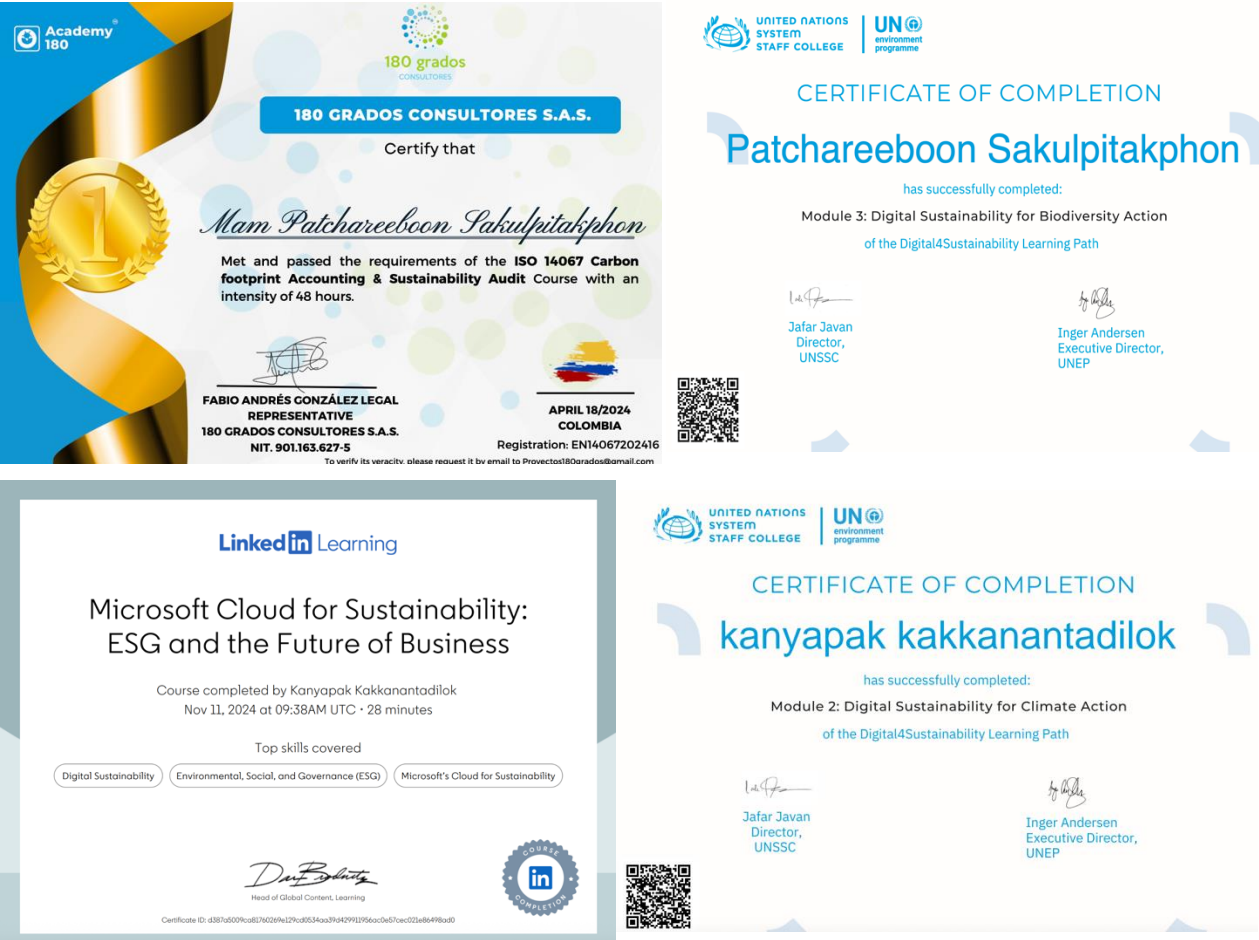 Academy
180
®
180 grados
CONSULTORES
180 GRADOS CONSULTORES S.A.S.
Certify that
Mam Patchareeboon Sakulpitakphon
Met and passed the requirements of the ISO 14067 Carbon
footprint Accounting & Sustainability Audit Course with an
intensity of 48 hours.
1
FABIO ANDRÉS GONZÁLEZ LEGAL
REPRESENTATIVE
180 GRADOS CONSULTORES S.A.S.
NIT. 901.163.627-5
APRIL 18/2024
COLOMBIA
Registration: EN14067202416
To verify its veracity, please request it by email to Proyectos180grados@gmail.com
UNITED NATIONS
SYSTEM
STAFF COLLEGE
UN
environment
programme
CERTIFICATE OF COMPLETION
Patchareeboon Sakulpitakphon
has successfully completed:
Module 3: Digital Sustainability for Biodiversity Action
of the Digital4Sustainability Learning Path
Jafar Javan
Director,
UNSSC
Inger Andersen
Executive Director,
UNEP
LinkedIn Learning
Microsoft Cloud for Sustainability:
ESG and the Future of Business
Course completed by Kanyapak Kakkanantadilok
Nov 11, 2024 at 09:38AM UTC • 28 minutes
Top skills covered
Digital Sustainability
Environmental, Social, and Governance (ESG)
Microsoft's Cloud for Sustainability
Head of Global Content, Learning
COURSE
in
COMPLETION
UNITED NATIONS
SYSTEM
STAFF COLLEGE
UN
environment
programme
CERTIFICATE OF COMPLETION
kanyapak kakkanantadilok
has successfully completed:
Module 2: Digital Sustainability for Climate Action
of the Digital4Sustainability Learning Path
Jafar Javan
Director,
UNSSC
Inger Andersen
Executive Director,
UNEP